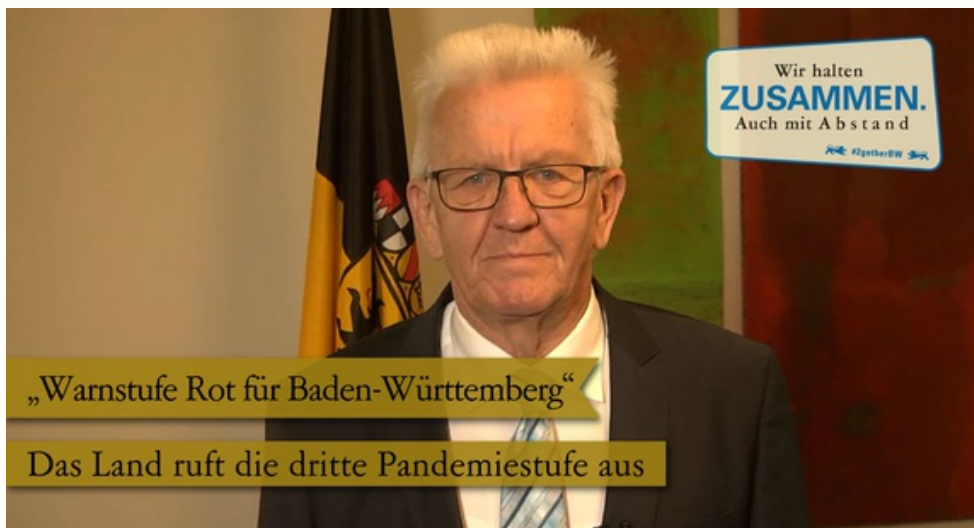 Wir halten
ZUSAMMEN.
Auch mit Abstand
#2getherBW
„Warnstufe Rot für Baden-Württemberg“
Das Land ruft die dritte Pandemiestufe aus